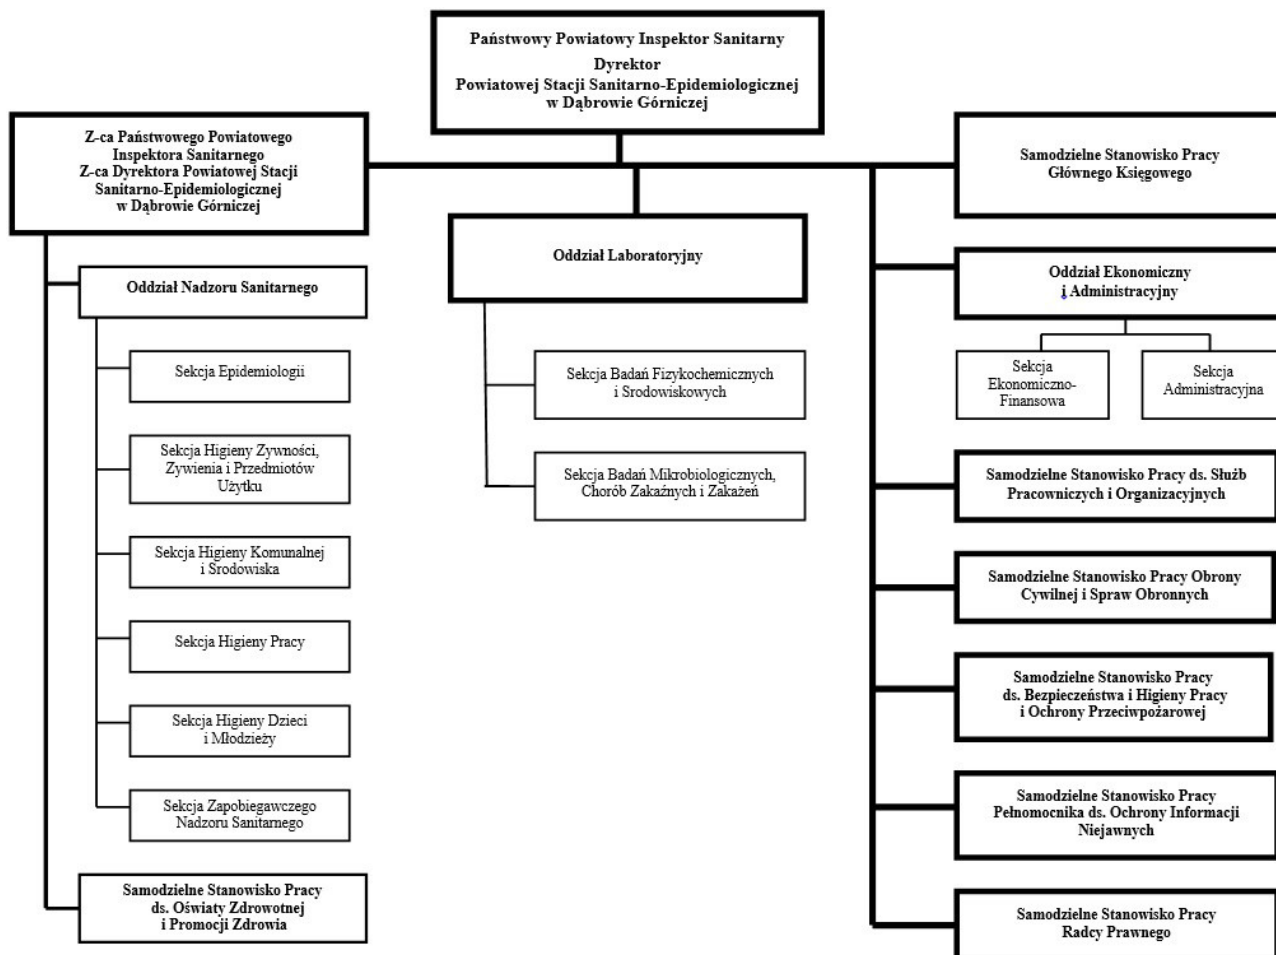 Państwowy Powiatowy Inspektor Sanitarny
Dyrektor
Powiatowej Stacji Sanitarno-Epidemiologicznej
w Dąbrowie Górniczej
Z-ca Państwowego Powiatowego
Inspektora Sanitarnego
Z-ca Dyrektora Powiatowej Stacji
Sanitarno-Epidemiologicznej
w Dąbrowie Górniczej
Oddział Nadzoru Sanitarnego
Sekcja Epidemiologii
Sekcja Higieny Zywności,
Zywienia i Przedmiotów
Użytku
Sekcja Higieny Komunalnej
i Srodowiska
Sekcja Higieny Pracy
Sekcja Higieny Dzieci
i Młodzieży
Sekcja Zapobiegawczego
Nadzoru Sanitarnego
Samodzielne Stanowisko Pracy
ds. Oświaty Zdrowotnej
i Promocji Zdrowia
Oddział Laboratoryjny
Sekcja Badań Fizykochemicznych
i Srodowiskowych
Sekcja Badań Mikrobiologicznych,
Chorób Zakaźnych i Zakażeń
Samodzielne Stanowisko Pracy
Głównego Księgowego
Oddział Ekonomiczny
i Administracyjny
Sekcja
Ekonomiczno-
Finansowa
Sekcja
Administracyjna
Samodzielne Stanowisko Pracy ds. Służb
Pracowniczych i Organizacyjnych
Samodzielne Stanowisko Pracy Obrony
Cywilnej i Spraw Obronnych
Samodzielne Stanowisko Pracy
ds. Bezpieczeństwa i Higieny Pracy
i Ochrony Przeciwpożarowej
Samodzielne Stanowisko Pracy
Pełnomocnika ds. Ochrony Informacji
Niejawnych
Samodzielne Stanowisko Pracy
Radcy Prawnego